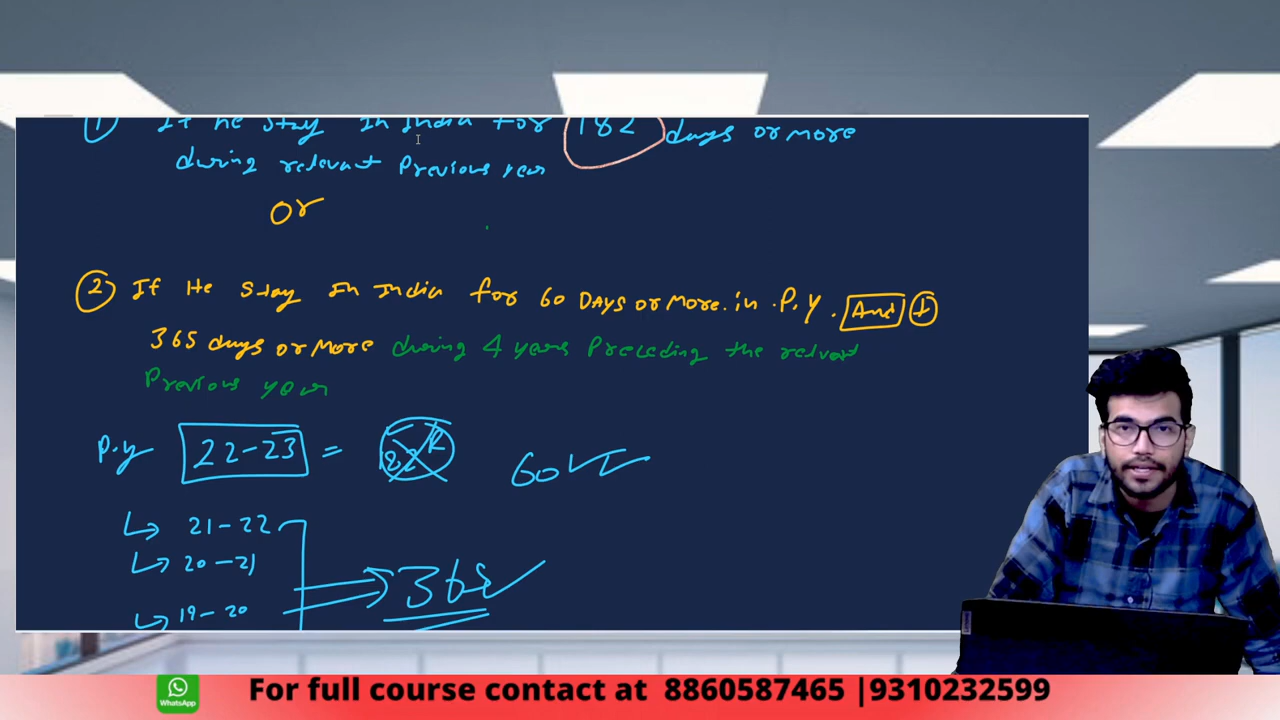 ① If he stay In India for 182 days or more
during relevant Previous year
or
② If He stay In India for 60 DAYS or more. in .P.Y. And +
365 days or more during 4 years Preceding the relevant
Previous year
P.y 22-23 = 60
↳ 21-22
↳ 20-21
365
↳ 19-20
WhatsApp
For full course contact at 8860587465 |9310232599